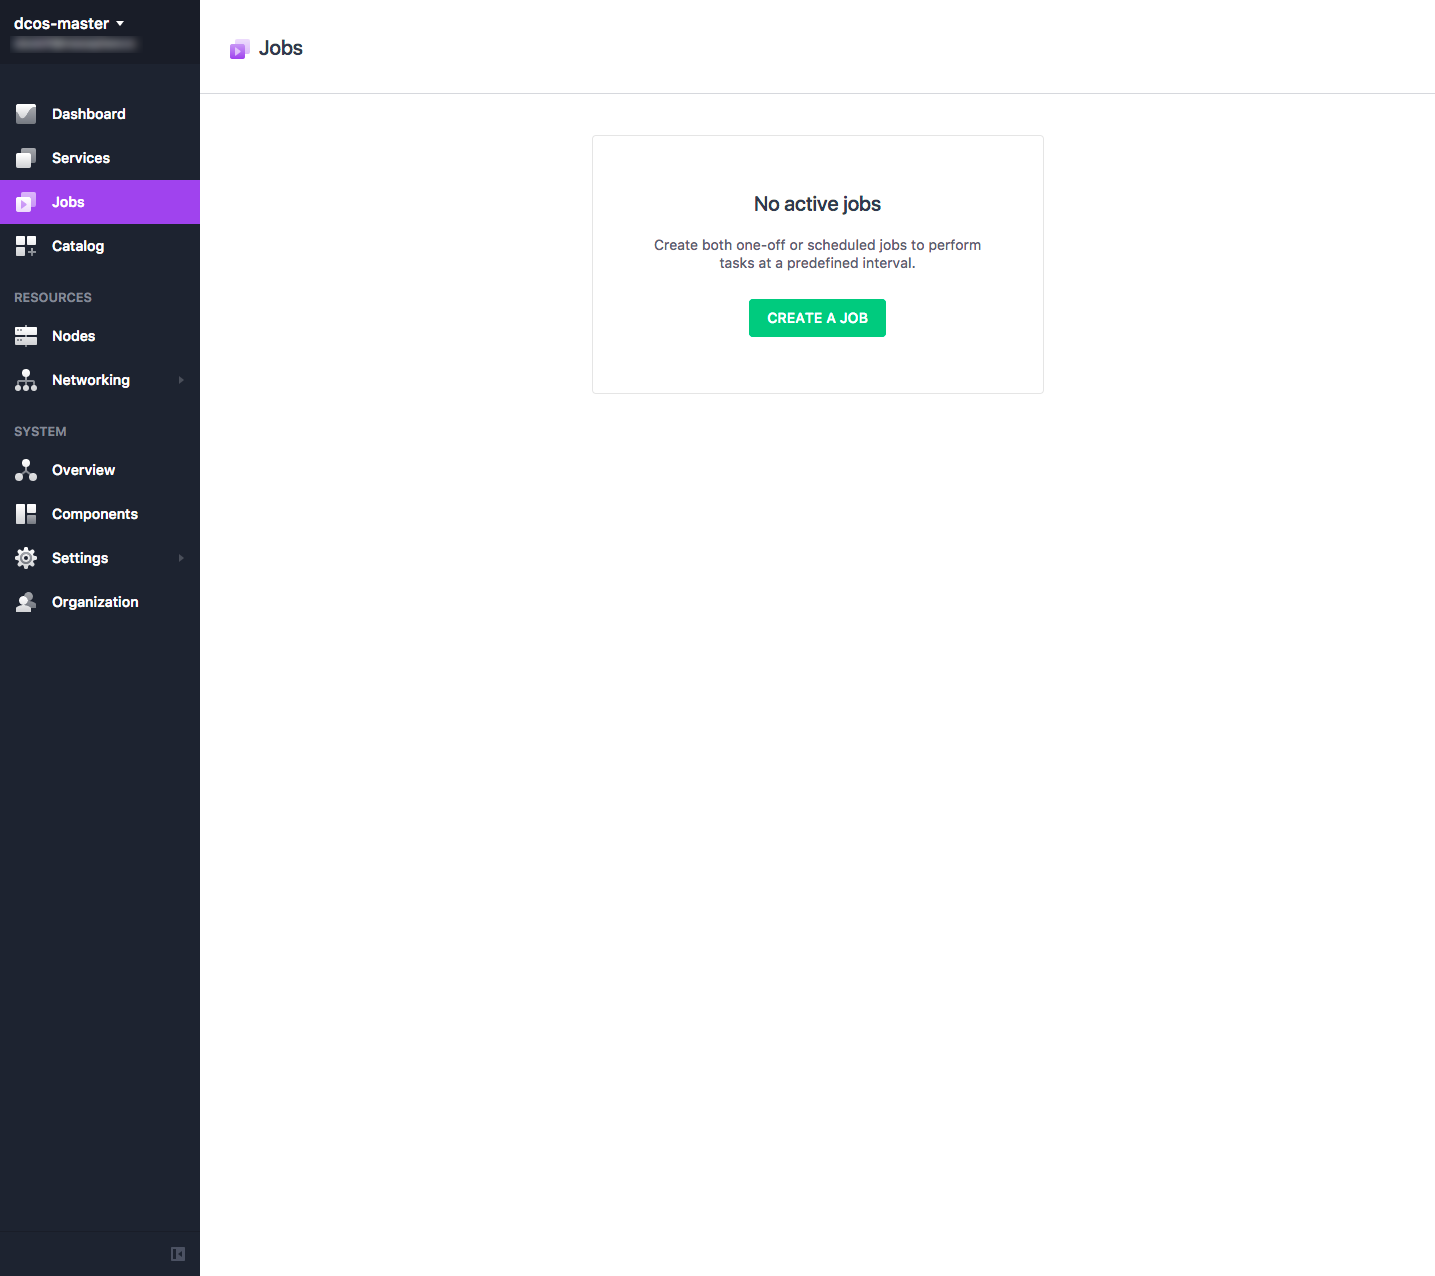 dcos-master
Dashboard
Services
Jobs
Catalog
RESOURCES
Nodes
Networking
SYSTEM
Overview
Components
Settings
Organization
Jobs
No active jobs
Create both one-off or scheduled jobs to perform
tasks at a predefined interval.
CREATE A JOB